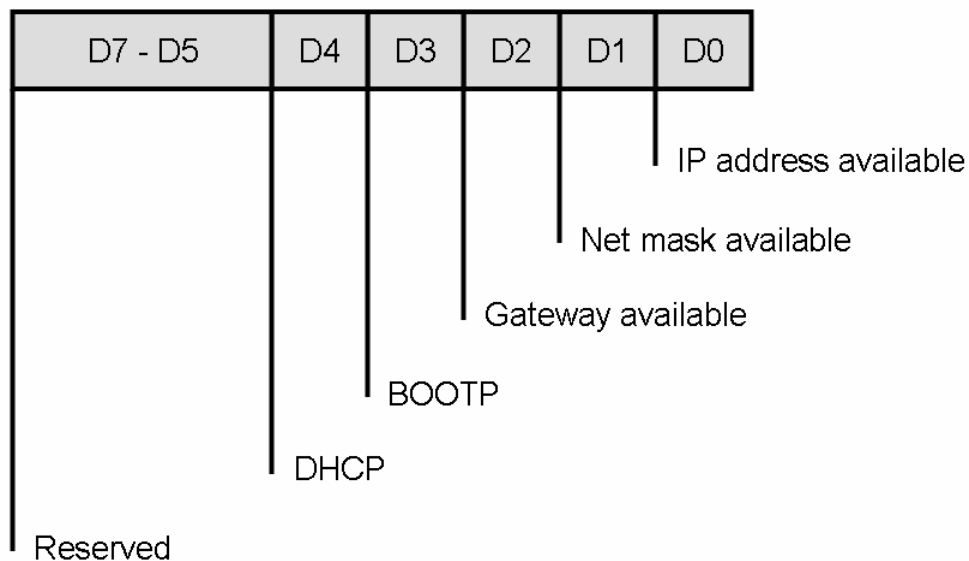 D7 - D5 D4 D3 D2 D1 D0
IP address available
Net mask available
Gateway available
BOOTP
DHCP
Reserved